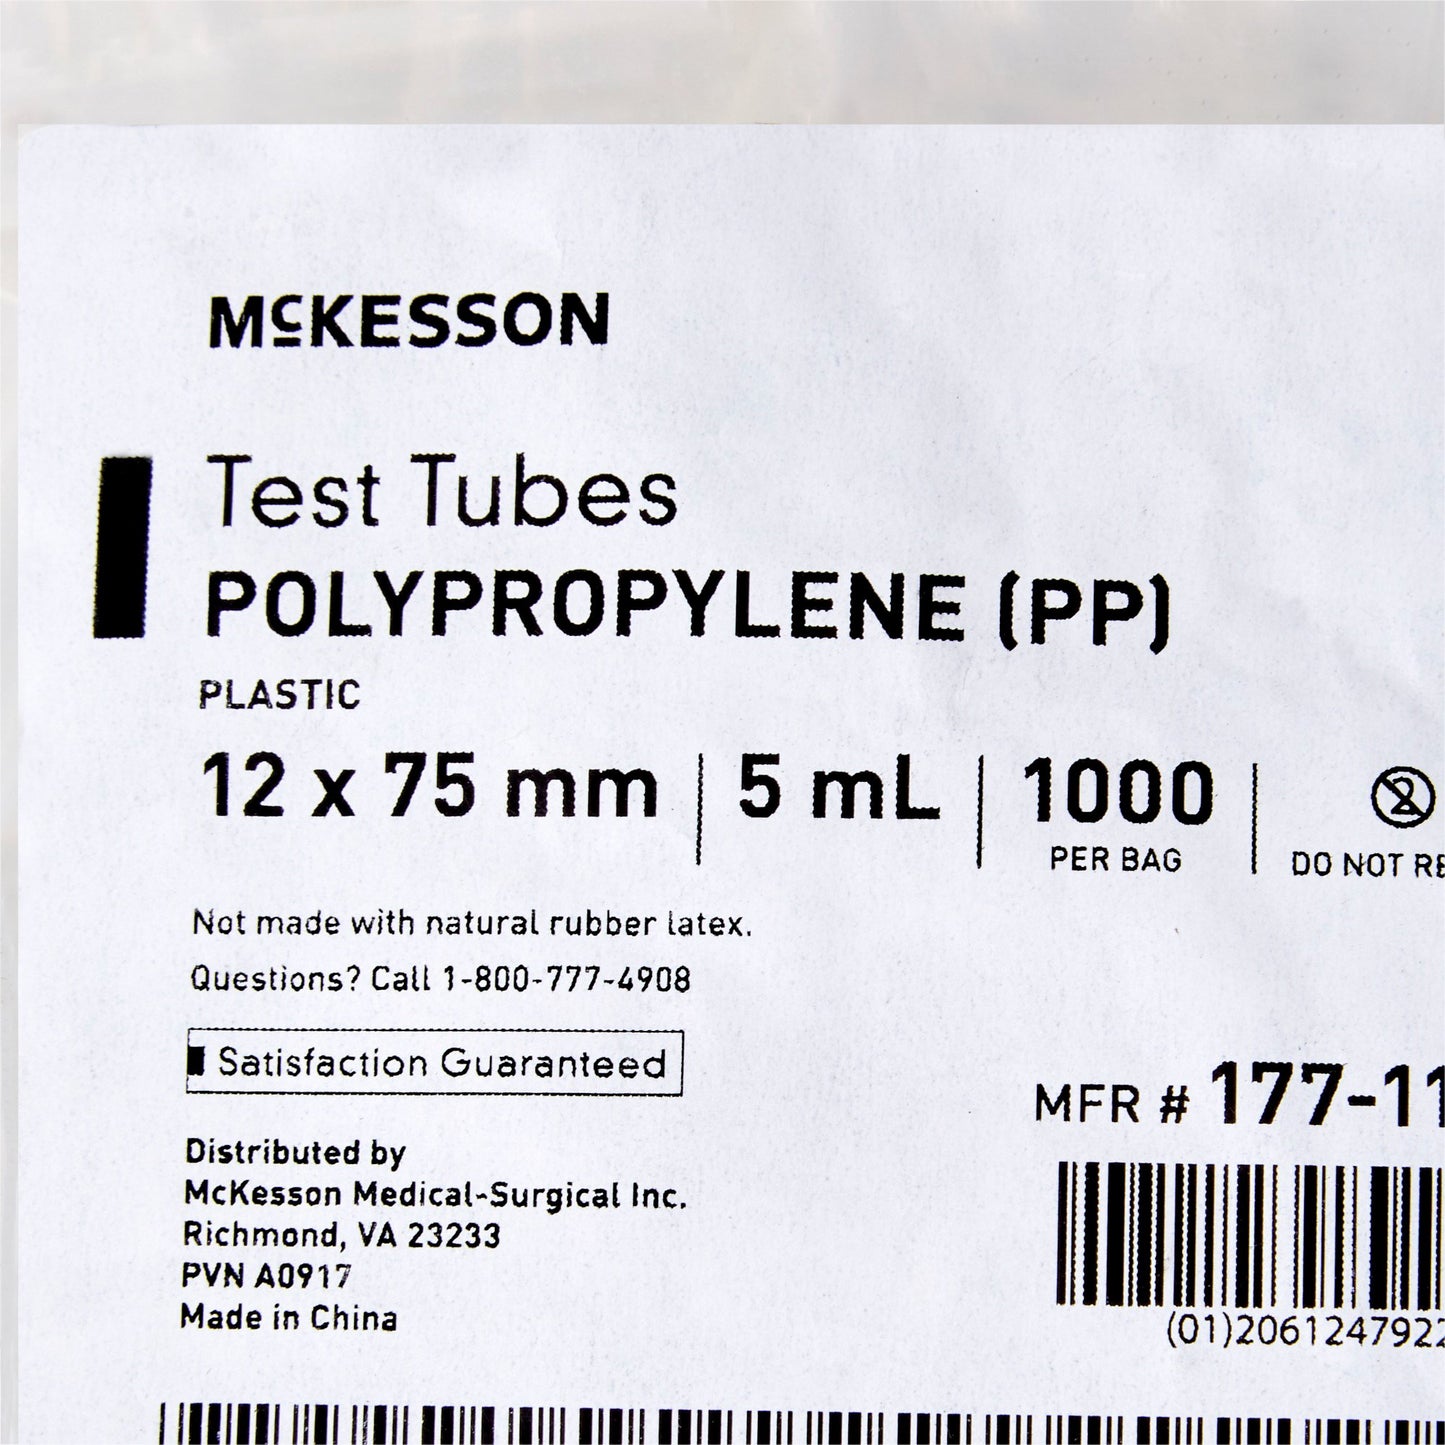 McKESSON
Test Tubes
POLYPROPYLENE (PP)
PLASTIC
12 x 75 mm | 5 mL | 1000
PER BAG
DO NOT
Not made with natural rubber latex.
Questions? Call 1-800-777-4908
Satisfaction Guaranteed
MFR # 177-11
Distributed by
McKesson Medical-Surgical Inc.
Richmond, VA 23233
PVN A0917
Made in China
(01)206124792